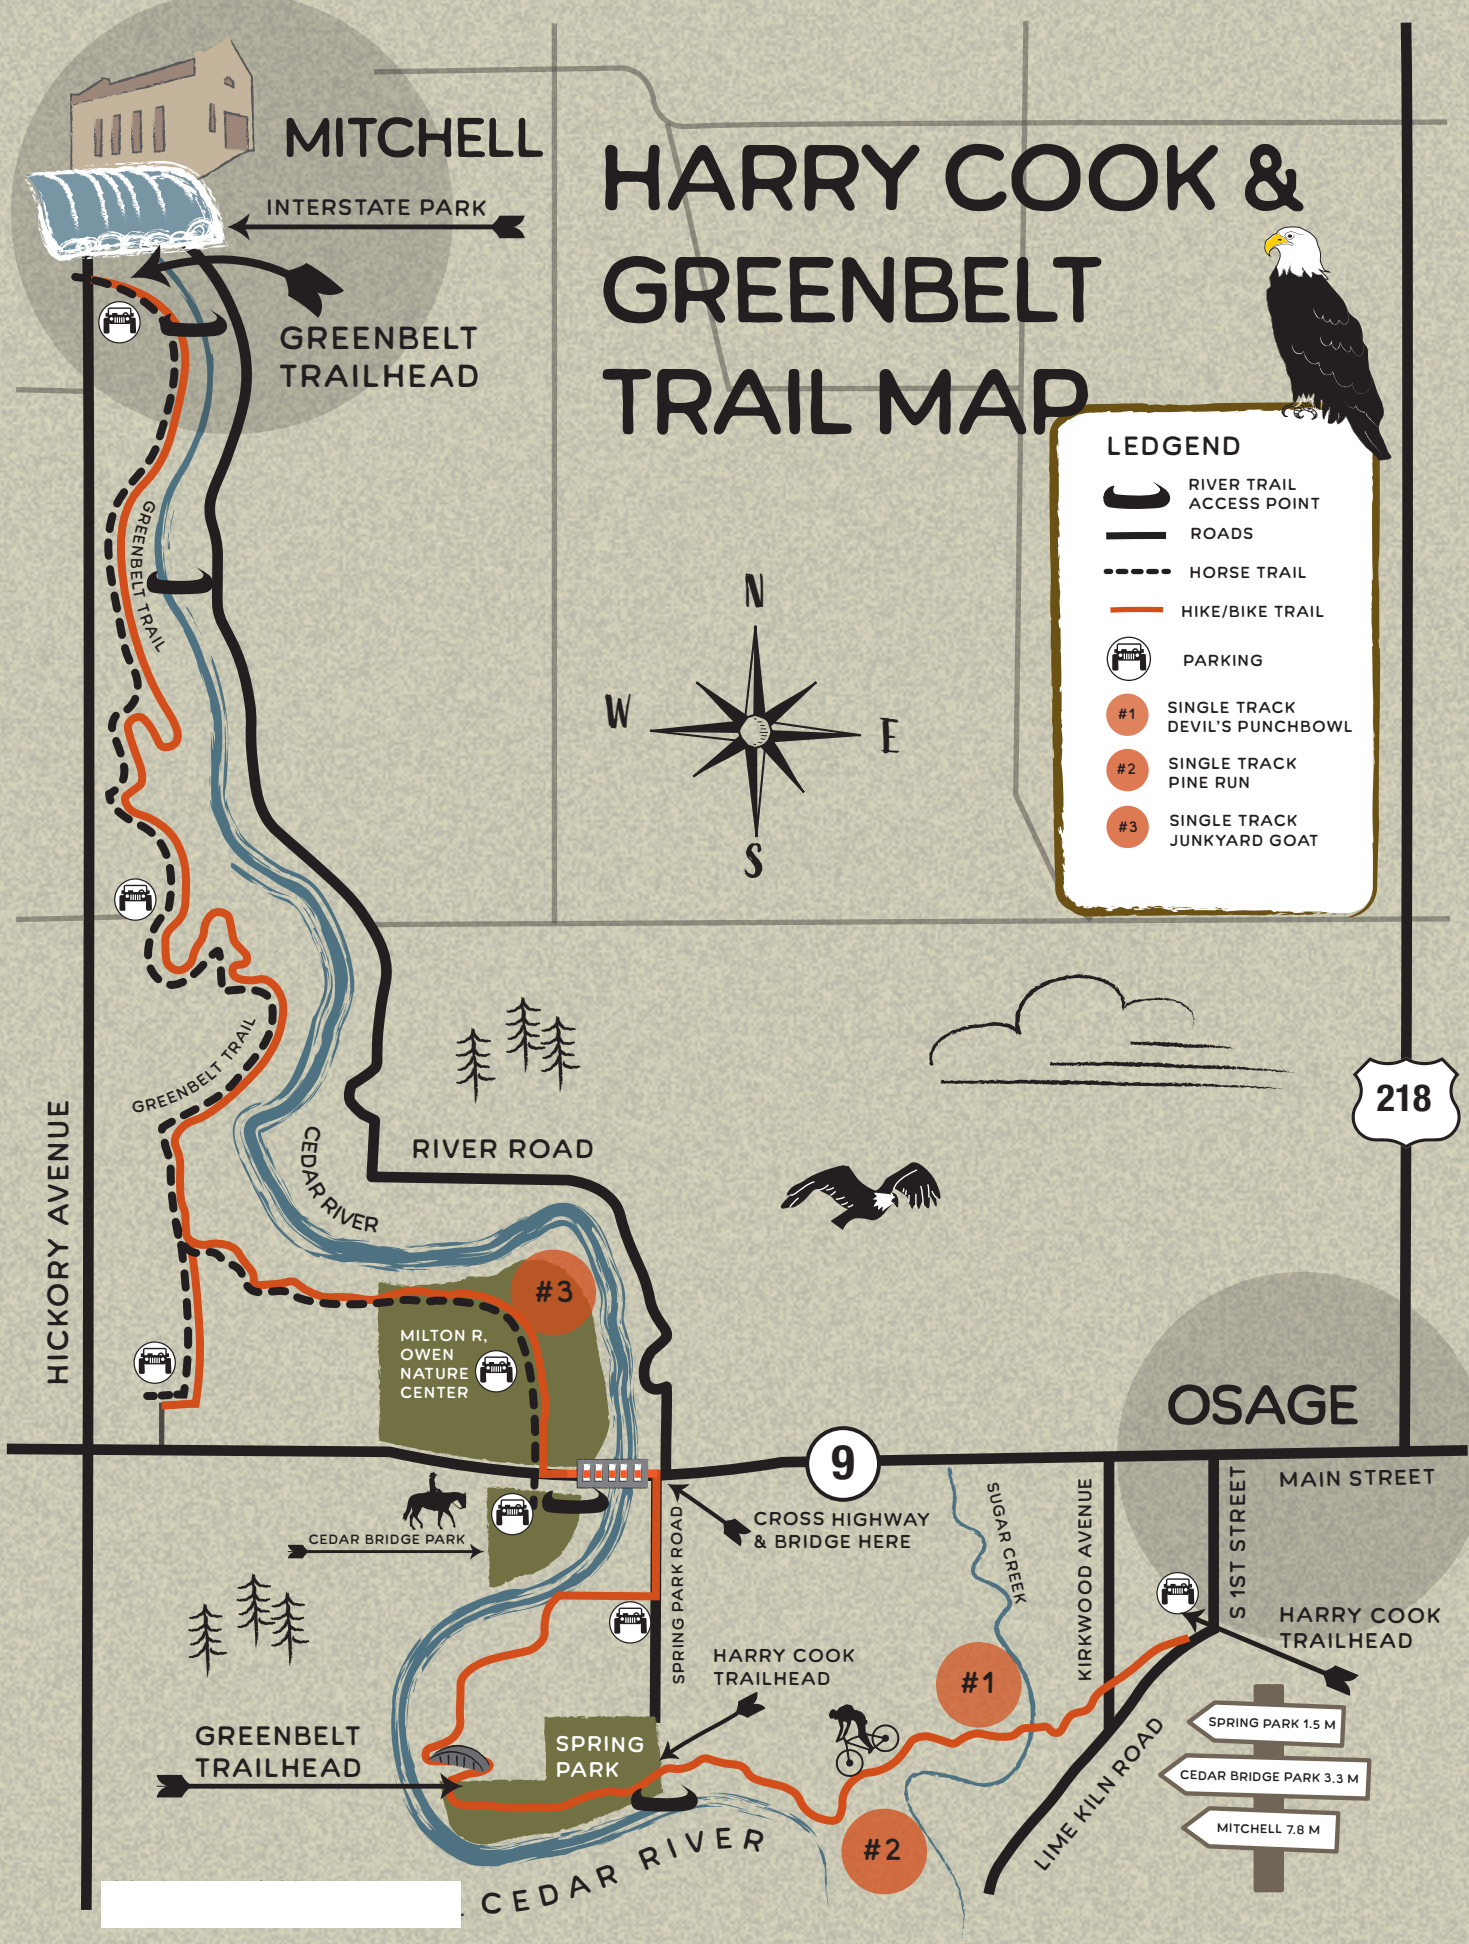 MITCHELL
INTERSTATE PARK
GREENBELT
TRAILHEAD
HARRY COOK &
GREENBELT
TRAIL MAP
LEDGEND
RIVER TRAIL
ACCESS POINT
ROADS
HORSE TRAIL
HIKE/BIKE TRAIL
PARKING
#1
SINGLE TRACK
DEVIL'S PUNCHBOWL
#2
SINGLE TRACK
PINE RUN
#3
SINGLE TRACK
JUNKYARD GOAT
N
W
E
S
GREENBELT TRAIL
GREENBELT TRAIL
HICKORY AVENUE
CEDAR RIVER
RIVER ROAD
218
#3
MILTON R,
OWEN
NATURE
CENTER
OSAGE
9
MAIN STREET
CROSS HIGHWAY
& BRIDGE HERE
CEDAR BRIDGE PARK
SPRING PARK ROAD
SUGAR CREEK
KIRKWOOD AVENUE
S 1ST STREET
HARRY COOK
TRAILHEAD
HARRY COOK
TRAILHEAD
#1
GREENBELT
TRAILHEAD
SPRING
PARK
#2
LIME KILN ROAD
SPRING PARK 1.5 M
CEDAR BRIDGE PARK 3.3 M
MITCHELL 7.8 M
CEDAR RIVER